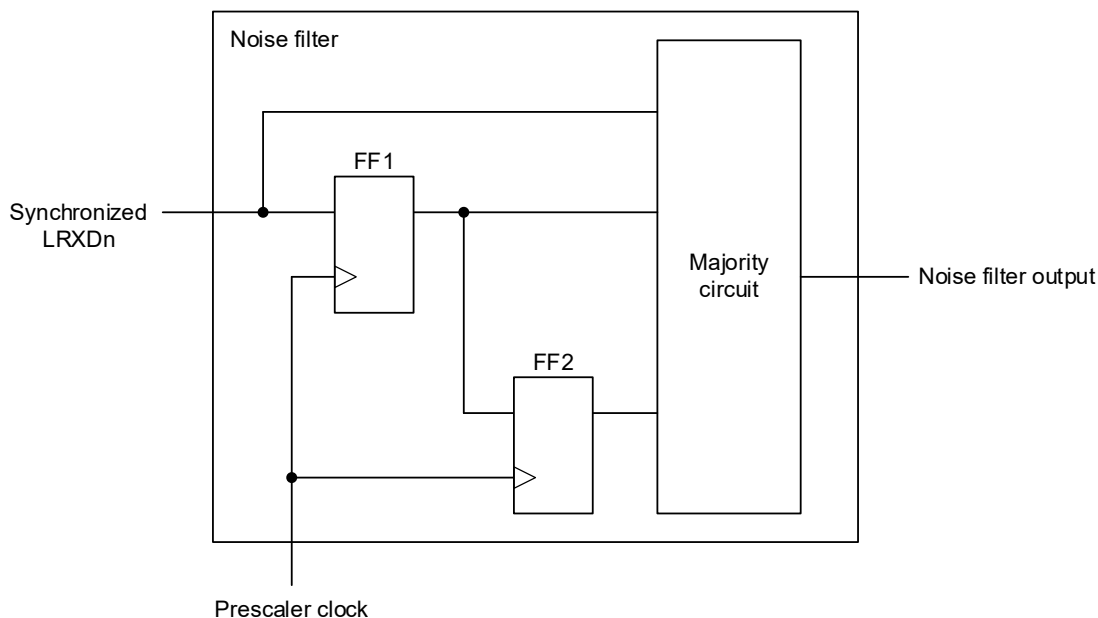 Noise filter
FF1
Synchronized
LRXDn
Majority
circuit
Noise filter output
FF2
Prescaler clock